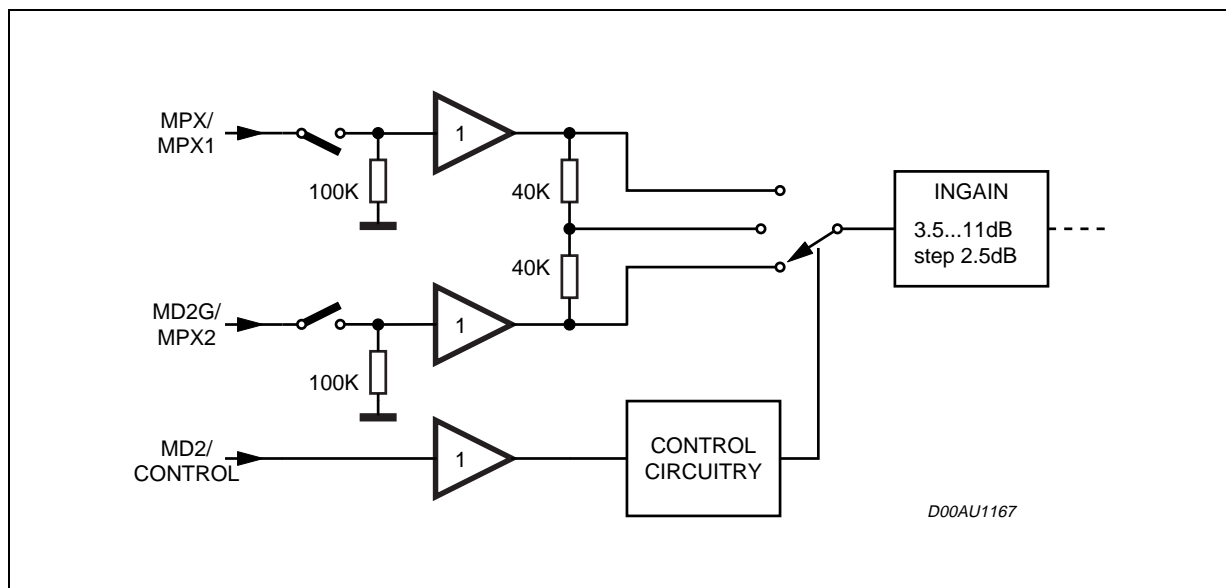 MPX/
MPX1
1
100K
40K
INGAIN
3.5...11dB
step 2.5dB
40K
MD2G/
MPX2
1
100K
MD2/
CONTROL
1
CONTROL
CIRCUITRY
D00AU1167